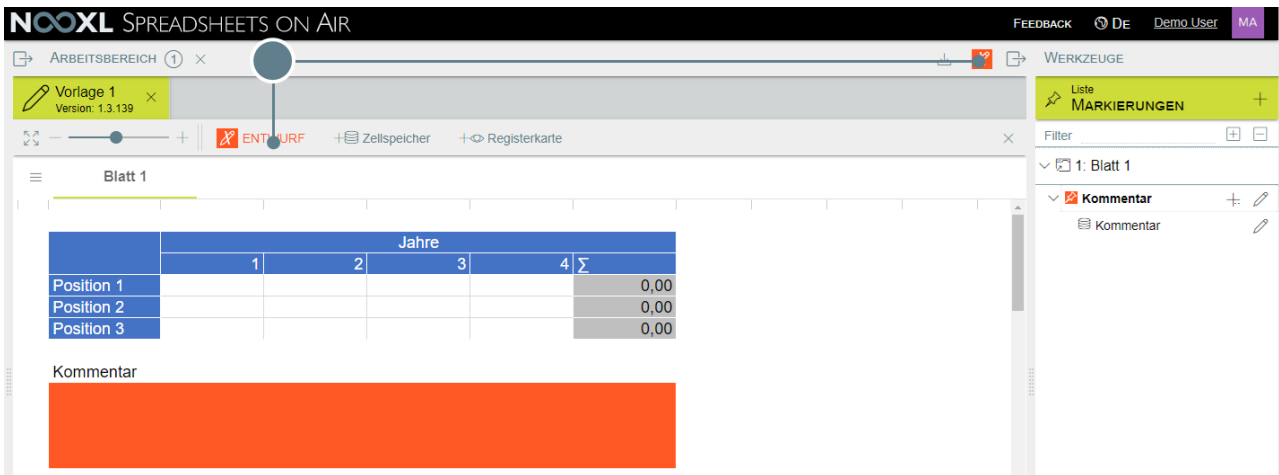 NOOXL SPREADSHEETS ON AIR
FEEDBACK DE Demo User MA
ARBEITSBEREICH 1
WERKZEUGE
Vorlage 1
Version: 1.3.139
Liste
MARKIERUNGEN
ENTWURF Zellspeicher Registerkarte
Filter
Blatt 1
1: Blatt 1
Kommentar
Kommentar
Jahre
1 2 3 4 Σ
Position 1 0,00
Position 2 0,00
Position 3 0,00
Kommentar